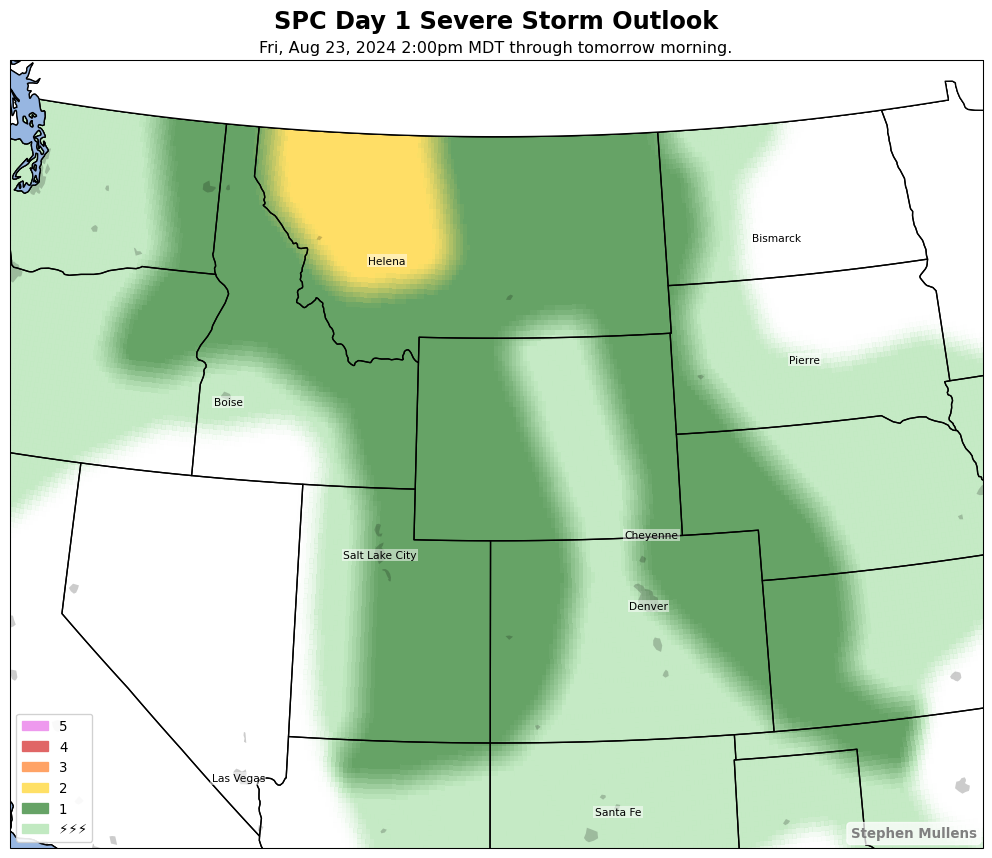 SPC Day 1 Severe Storm Outlook
Fri, Aug 23, 2024 2:00pm MDT through tomorrow morning.
Bismarck
Helena
Pierre
Boise
Cheyenne
Salt Lake City
Denver
Las Vegas
Santa Fe
5
4
3
2
1
⚡⚡⚡
Stephen Mullens